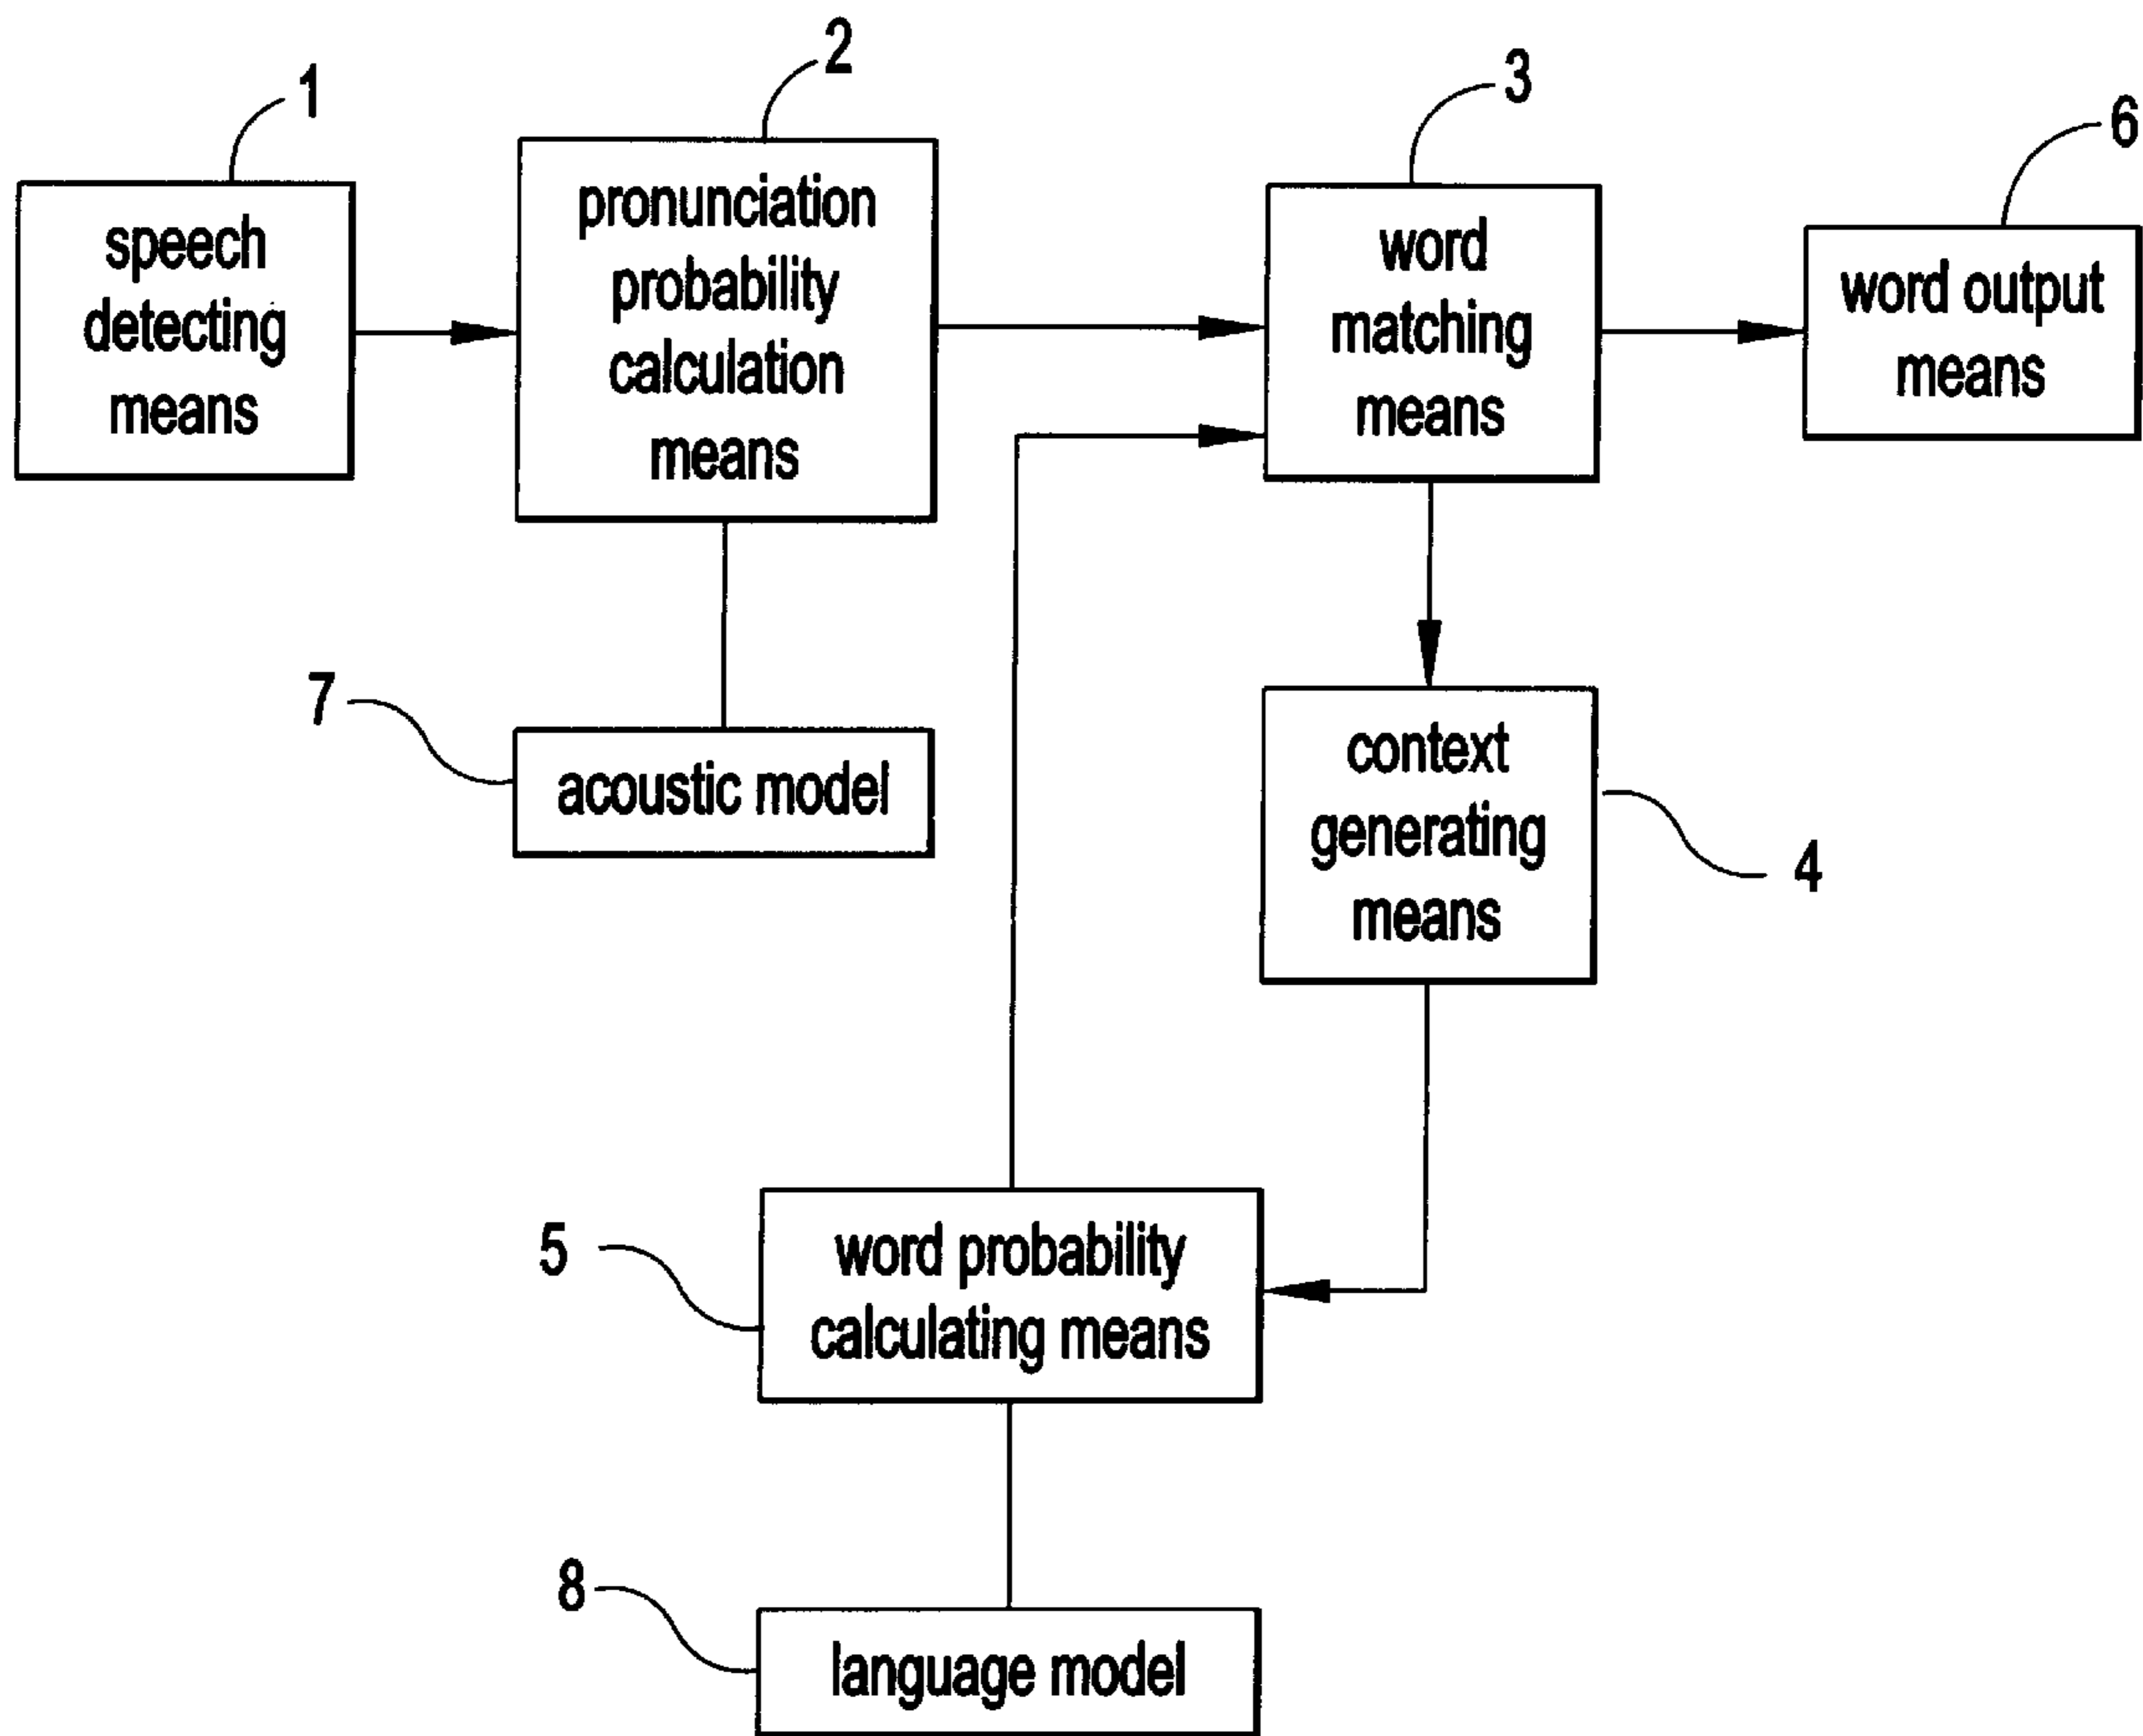 1
2
3
6
speech
detecting
means
pronunciation
probability
calculation
means
word
matching
means
word output
means
7
acoustic model
context
generating
means
4
5
word probability
calculating means
8
language model